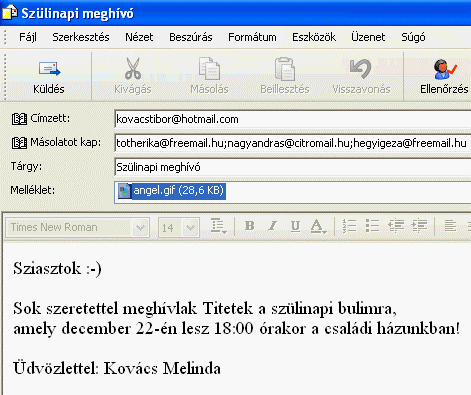 Szülinapi meghívó
Fájl Szerkesztés Nézet Beszúrás Formátum Eszközök Üzenet Súgó
Küldés Kivágás Másolás Beillesztés Visszavonás Ellenőrzés
Címzett: kovacstibor@hotmail.com
Másolatot kap: totherika@freemail.hu;nagyandras@citromail.hu;hegyigeza@freemail.hu
Tárgy: Szülinapi meghívó
Melléklet: angel.gif (28,6 KB)
Times New Roman 14 B I U A
Sziasztok :-)
Sok szeretettel meghívlak Titetek a szülinapi bulimra,
amely december 22-én lesz 18:00 órakor a családi házunkban!
Üdvözlettel: Kovács Melinda